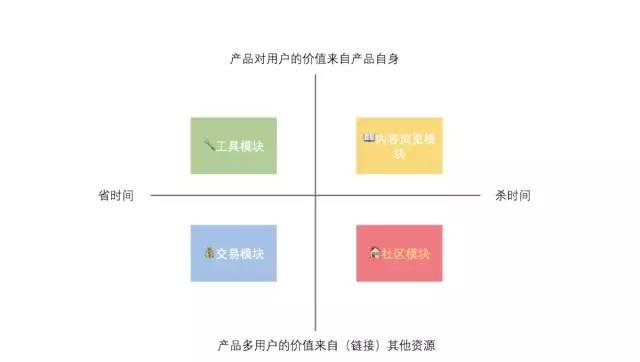 产品对用户的价值来自产品自身
🔧工具模块
📖内容浏览模
块
省时间
杀时间
💰交易模块
🏠社区模块
产品多用户的价值来自（链接）其他资源